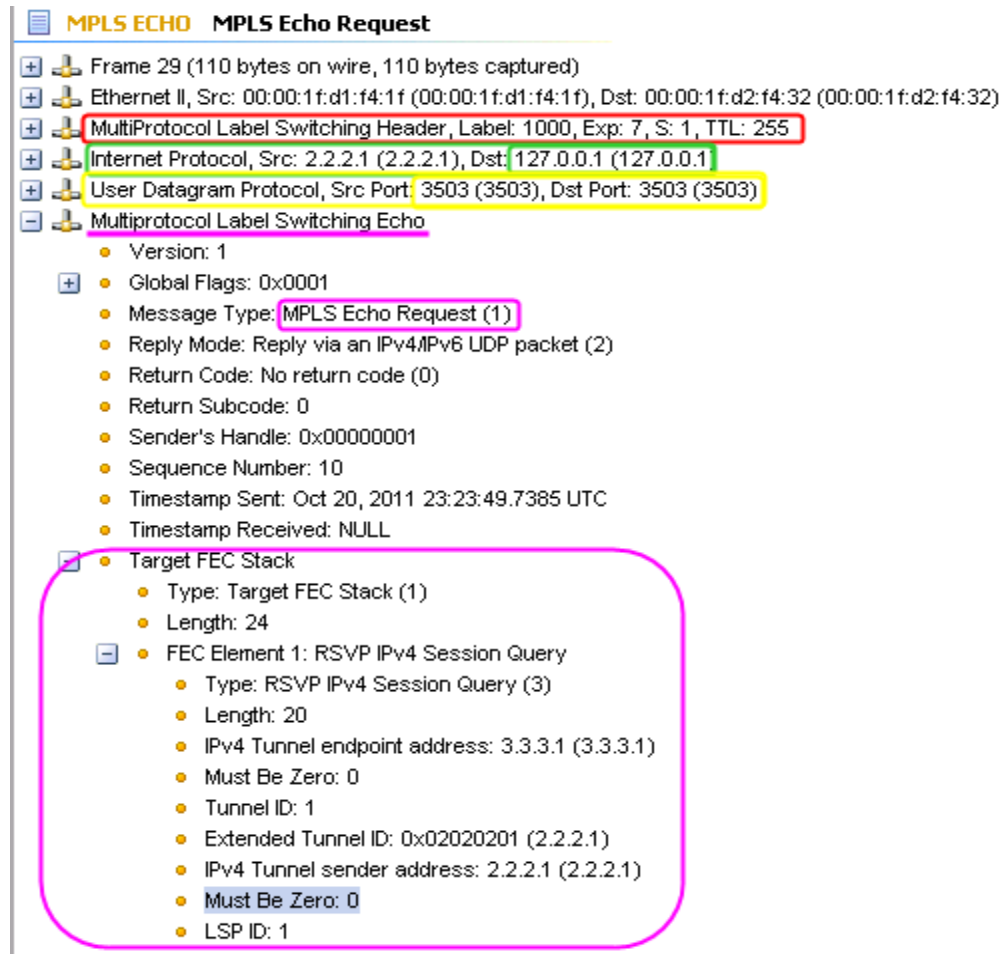 MPLS ECHO MPLS Echo Request
Frame 29 (110 bytes on wire, 110 bytes captured)
Ethernet II, Src: 00:00:1f:d1:f4:1f (00:00:1f:d1:f4:1f), Dst: 00:00:1f:d2:f4:32 (00:00:1f:d2:f4:32)
MultiProtocol Label Switching Header, Label: 1000, Exp: 7, S: 1, TTL: 255
Internet Protocol, Src: 2.2.2.1 (2.2.2.1), Dst: 127.0.0.1 (127.0.0.1)
User Datagram Protocol, Src Port: 3503 (3503), Dst Port: 3503 (3503)
Multiprotocol Label Switching Echo
Version: 1
Global Flags: 0x0001
Message Type: MPLS Echo Request (1)
Reply Mode: Reply via an IPv4/IPv6 UDP packet (2)
Return Code: No return code (0)
Return Subcode: 0
Sender's Handle: 0x00000001
Sequence Number: 10
Timestamp Sent: Oct 20, 2011 23:23:49.7385 UTC
Timestamp Received: NULL
Target FEC Stack
Type: Target FEC Stack (1)
Length: 24
FEC Element 1: RSVP IPv4 Session Query
Type: RSVP IPv4 Session Query (3)
Length: 20
IPv4 Tunnel endpoint address: 3.3.3.1 (3.3.3.1)
Must Be Zero: 0
Tunnel ID: 1
Extended Tunnel ID: 0x02020201 (2.2.2.1)
IPv4 Tunnel sender address: 2.2.2.1 (2.2.2.1)
Must Be Zero: 0
LSP ID: 1